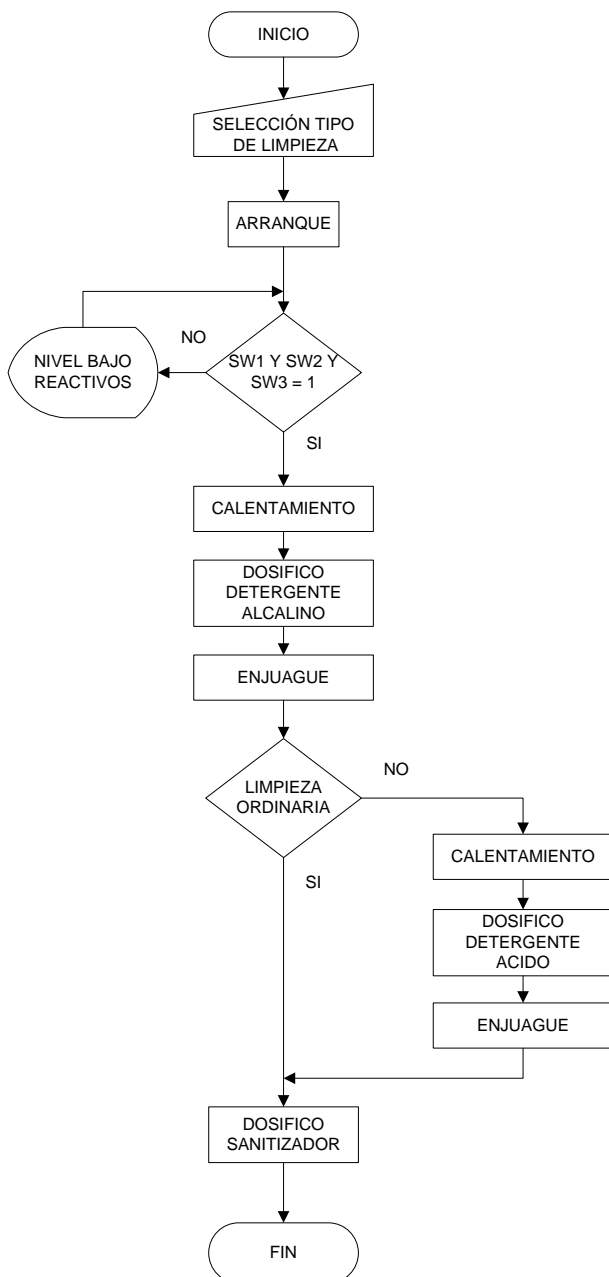 INICIO
SELECCIÓN TIPO
DE LIMPIEZA
ARRANQUE
NO
NIVEL BAJO
REACTIVOS
SW1 Y SW2 Y
SW3 = 1
SI
CALENTAMIENTO
DOSIFICO
DETERGENTE
ALCALINO
ENJUAGUE
LIMPIEZA
ORDINARIA
NO
SI
CALENTAMIENTO
DOSIFICO
DETERGENTE
ACIDO
ENJUAGUE
DOSIFICO
SANITIZADOR
FIN